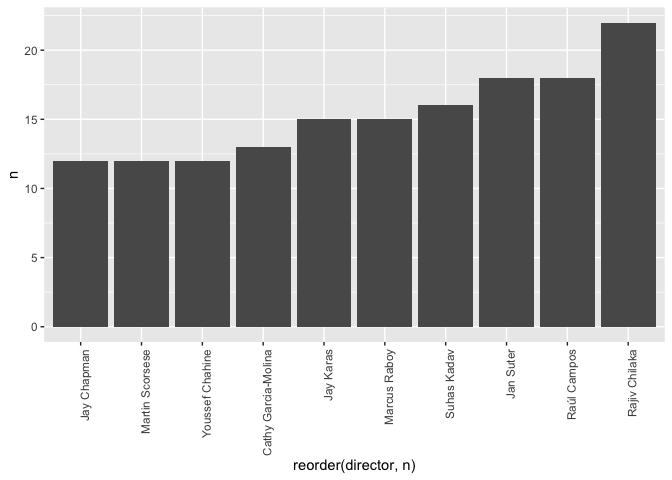 20
15
10
5
0
n
Jay Chapman
Martin Scorsese
Youssef Chahine
Cathy Garcia-Molina
Jay Karas
Marcus Raboy
Suhas Kadav
Jan Suter
Raúl Campos
Rajiv Chilaka
reorder(director, n)